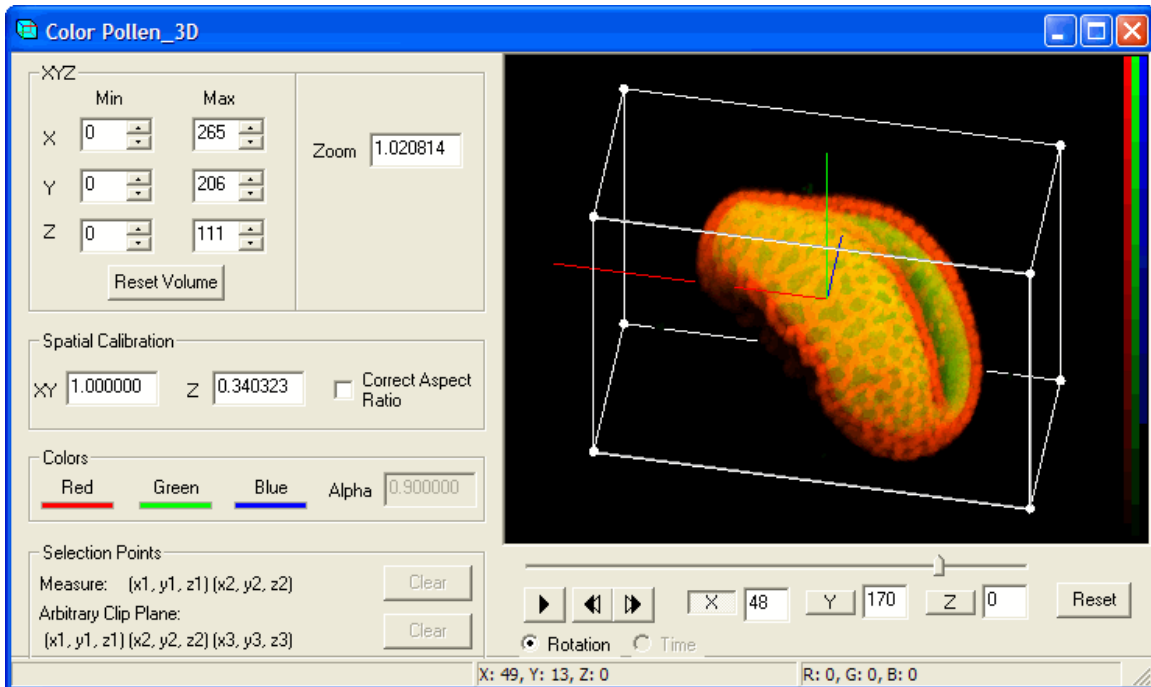 Color Pollen_3D
XYZ
Min Max
X 0 265
Y 0 206
Z 0 111
Reset Volume
Zoom 1.020814
Spatial Calibration
XY 1.000000 Z 0.340323 Correct Aspect
Ratio
Colors
Red Green Blue Alpha 0.900000
Selection Points
Measure: (x1, y1, z1) (x2, y2, z2) Clear
Arbitrary Clip Plane:
(x1, y1, z1) (x2, y2, z2) (x3, y3, z3) Clear
X 48 Y 170 Z 0 Reset
Rotation Time
X: 49, Y: 13, Z: 0 R: 0, G: 0, B: 0